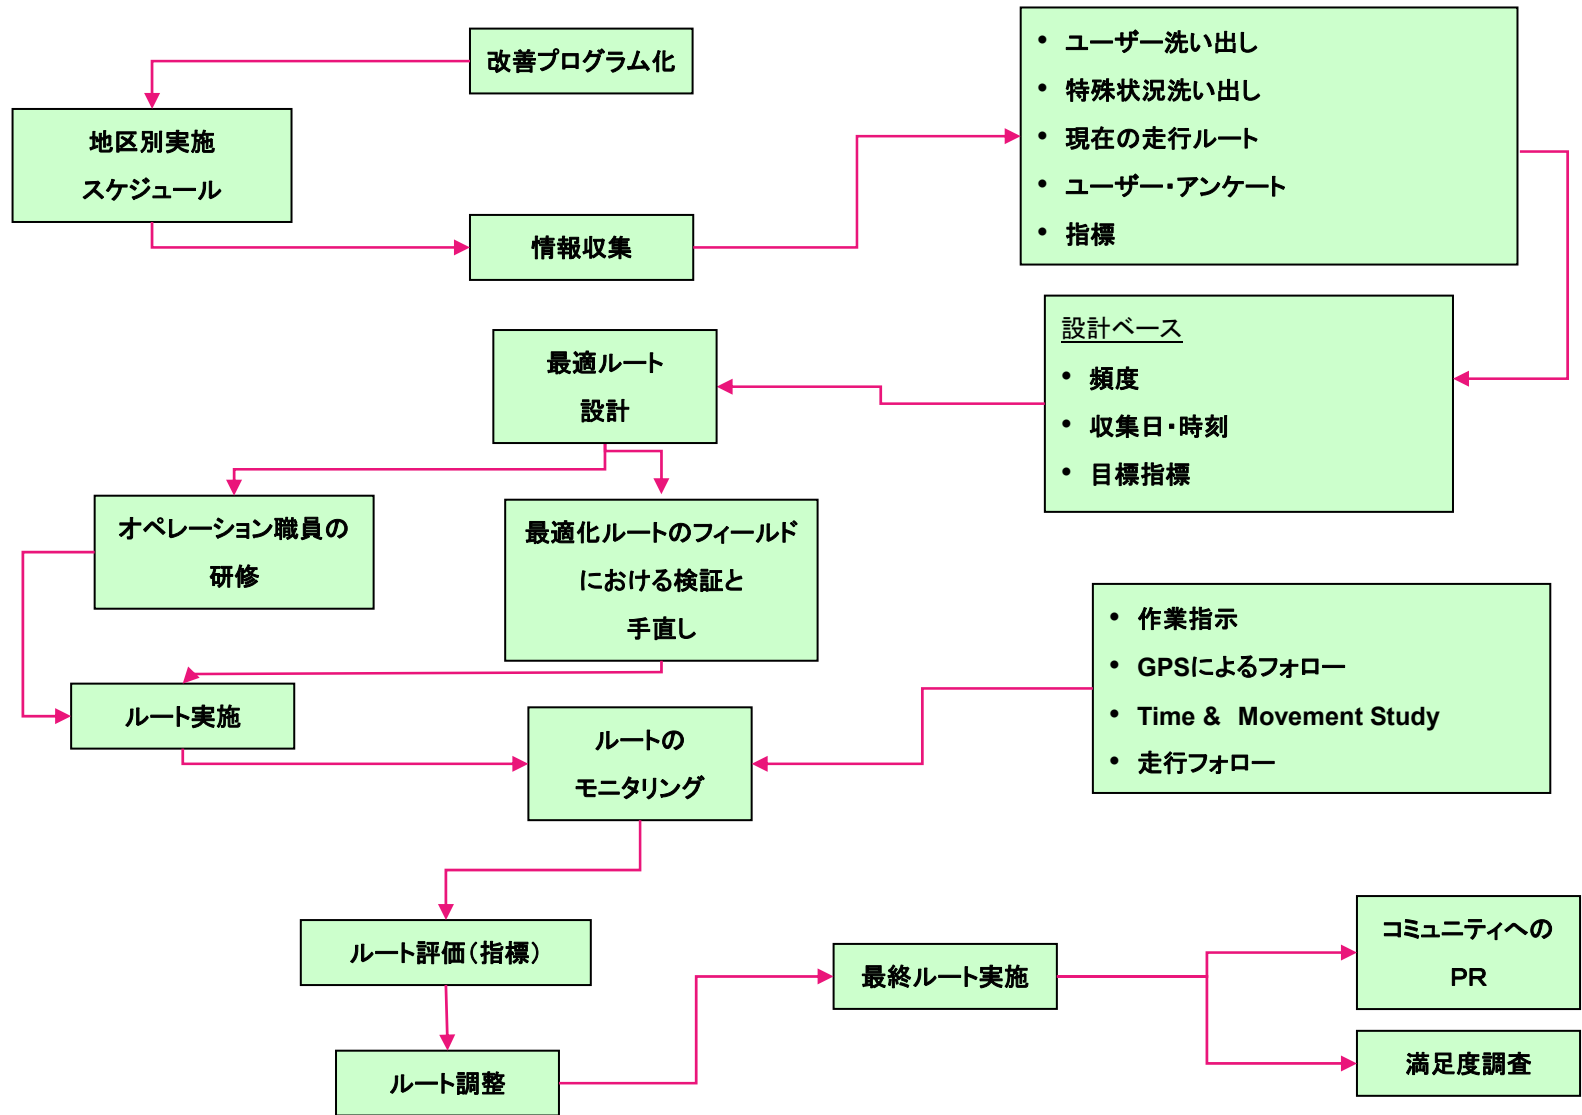 改善プログラム化
地区別実施
スケジュール
情報収集
• ユーザー洗い出し
• 特殊状況洗い出し
• 現在の走行ルート
• ユーザー・アンケート
• 指標
設計ベース
• 頻度
• 収集日・時刻
• 目標指標
最適ルート
設計
オペレーション職員の
研修
最適化ルートのフィールド
における検証と
手直し
ルート実施
• 作業指示
• GPSによるフォロー
• Time & Movement Study
• 走行フォロー
ルートの
モニタリング
ルート評価(指標)
ルート調整
最終ルート実施
コミュニティへの
PR
満足度調査